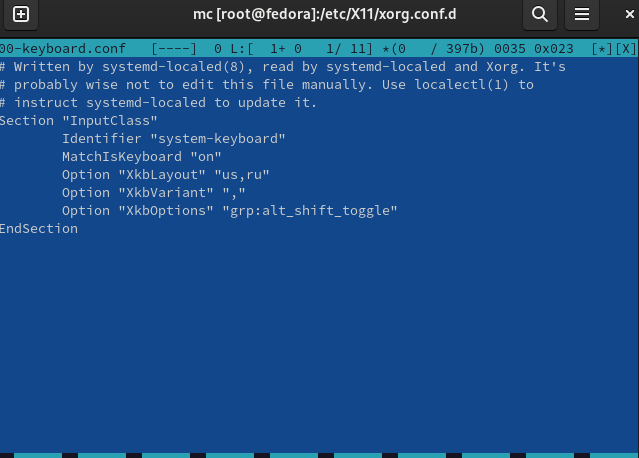 mc [root@fedora]:/etc/X11/xorg.conf.d
00-keyboard.conf   [----]  0 L:[  1+ 0   1/ 11] *(0   / 397b) 0035 0x023  [*][X]
# Written by systemd-localed(8), read by systemd-localed and Xorg. It's
# probably wise not to edit this file manually. Use localectl(1) to
# instruct systemd-localed to update it.
Section "InputClass"
        Identifier "system-keyboard"
        MatchIsKeyboard "on"
        Option "XkbLayout" "us,ru"
        Option "XkbVariant" ","
        Option "XkbOptions" "grp:alt_shift_toggle"
EndSection